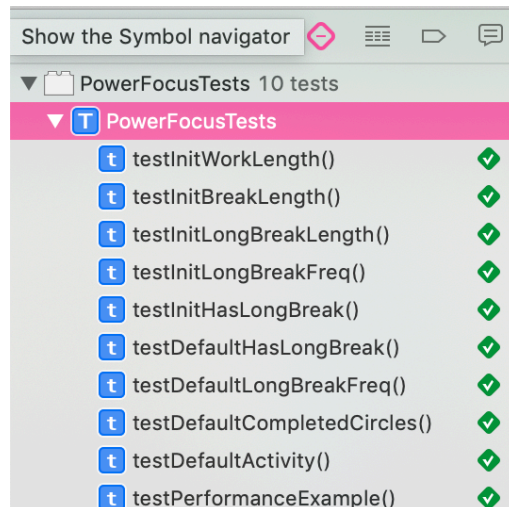 Show the Symbol navigator
PowerFocusTests 10 tests
T PowerFocusTests
t testInitWorkLength()
t testInitBreakLength()
t testInitLongBreakLength()
t testInitLongBreakFreq()
t testInitHasLongBreak()
t testDefaultHasLongBreak()
t testDefaultLongBreakFreq()
t testDefaultCompletedCircles()
t testDefaultActivity()
t testPerformanceExample()